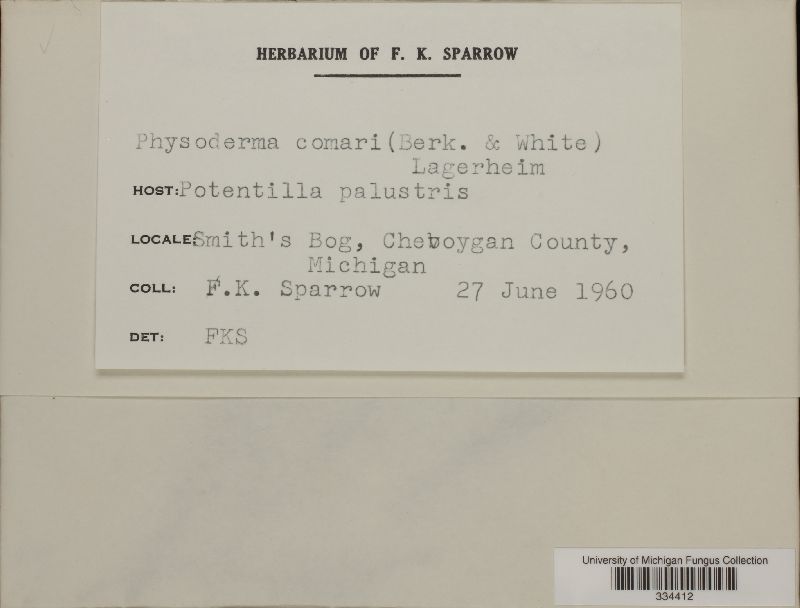 HERBARIUM OF F. K. SPARROW
Physoderma comari (Berk. & White)
Lagerheim
HOST: Potentilla palustris
LOCALE: Smith's Bog, Cheboygan County,
Michigan
COLL: F.K. Sparrow 27 June 1960
DET: FKS
University of Michigan Fungus Collection
334412